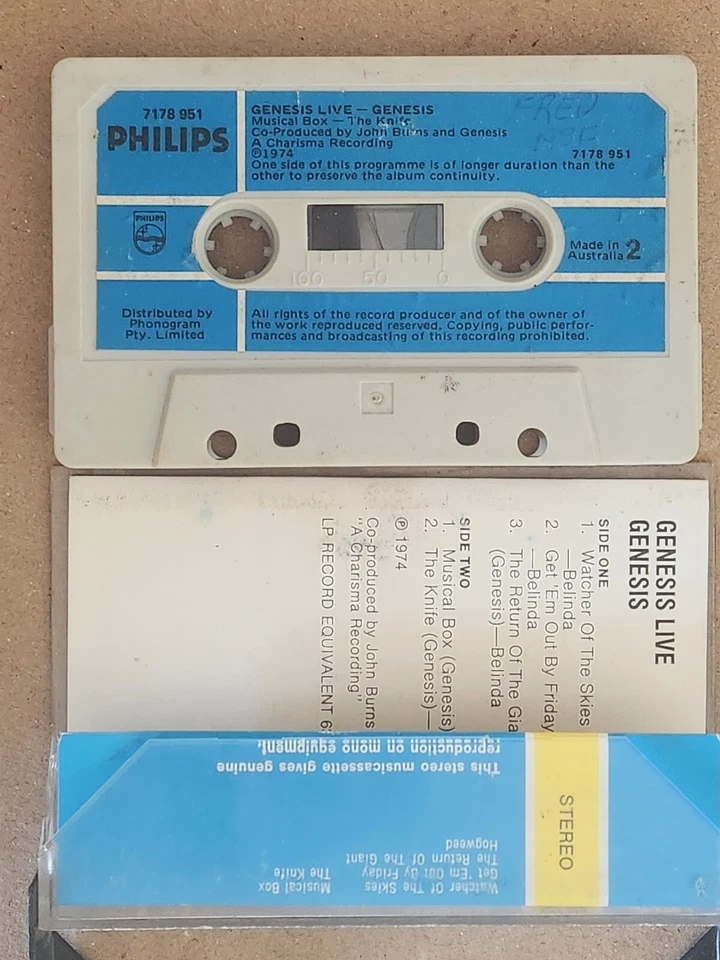 7178 951
PHILIPS
GENESIS LIVE — GENESIS
Musical Box — The Knife
Co-Produced by John Burns and Genesis
A Charisma Recording
Ⓟ1974
7178 951
One side of this programme is of longer duration than the
other to preserve the album continuity.
FRED
PHILIPS
100 50 0
Made in
Australia
2
Distributed by
Phonogram
Pty. Limited
All rights of the record producer and of the owner of
the work reproduced reserved. Copying, public perfor-
mances and broadcasting of this recording prohibited.
GENESIS LIVE
GENESIS
SIDE ONE
1. Watcher Of The Skies
—Belinda
2. Get 'Em Out By Friday
—Belinda
3. The Return Of The Gia
(Genesis)—Belinda
SIDE TWO
1. Musical Box (Genesis)
2. The Knife (Genesis)—
Ⓟ 1974
Co-produced by John Burns
"A Charisma Recording"
LP RECORD EQUIVALENT 6
STEREO
Watcher Of The Skies
Get 'Em Out By Friday
The Return Of The Giant
Hogweed
Musical Box
The Knife
This stereo musicassette gives genuine
reproduction on mono equipment.